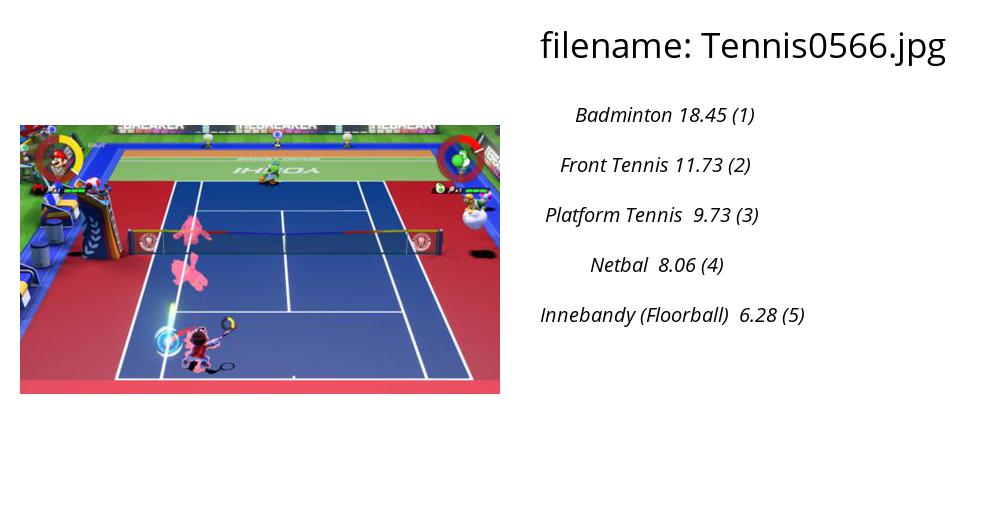 filename: Tennis0566.jpg
Badminton 18.45 (1)
Front Tennis 11.73 (2)
Platform Tennis  9.73 (3)
Netbal  8.06 (4)
Innebandy (Floorball)  6.28 (5)
YOSHI